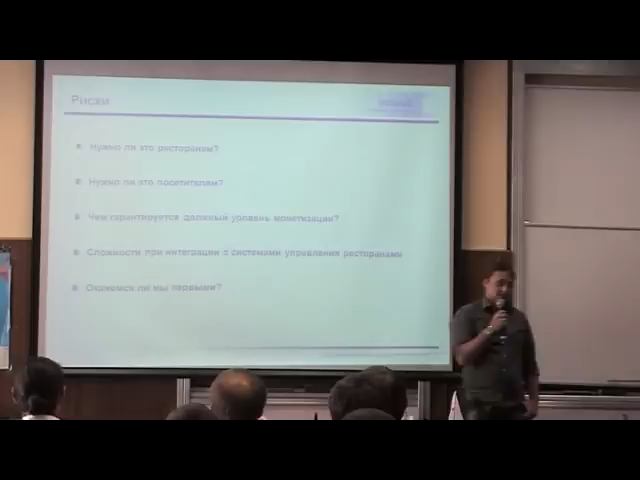 Риски
Нужно ли это ресторанам?
Нужно ли это посетителям?
Чем гарантируется должный уровень монетизации?
Сложности при интеграции с системами управления ресторанами
Окажемся ли мы первыми?